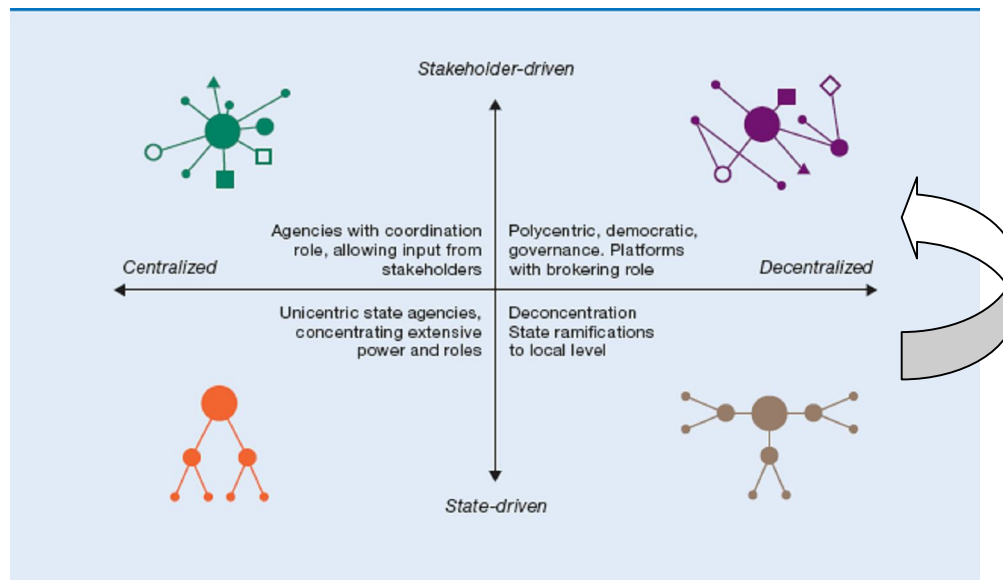 Stakeholder-driven
Agencies with coordination
role, allowing input from
stakeholders
Polycentric, democratic,
governance. Platforms
with brokering role
Centralized
Decentralized
Unicentric state agencies,
concentrating extensive
power and roles
Deconcentration
State ramifications
to local level
State-driven